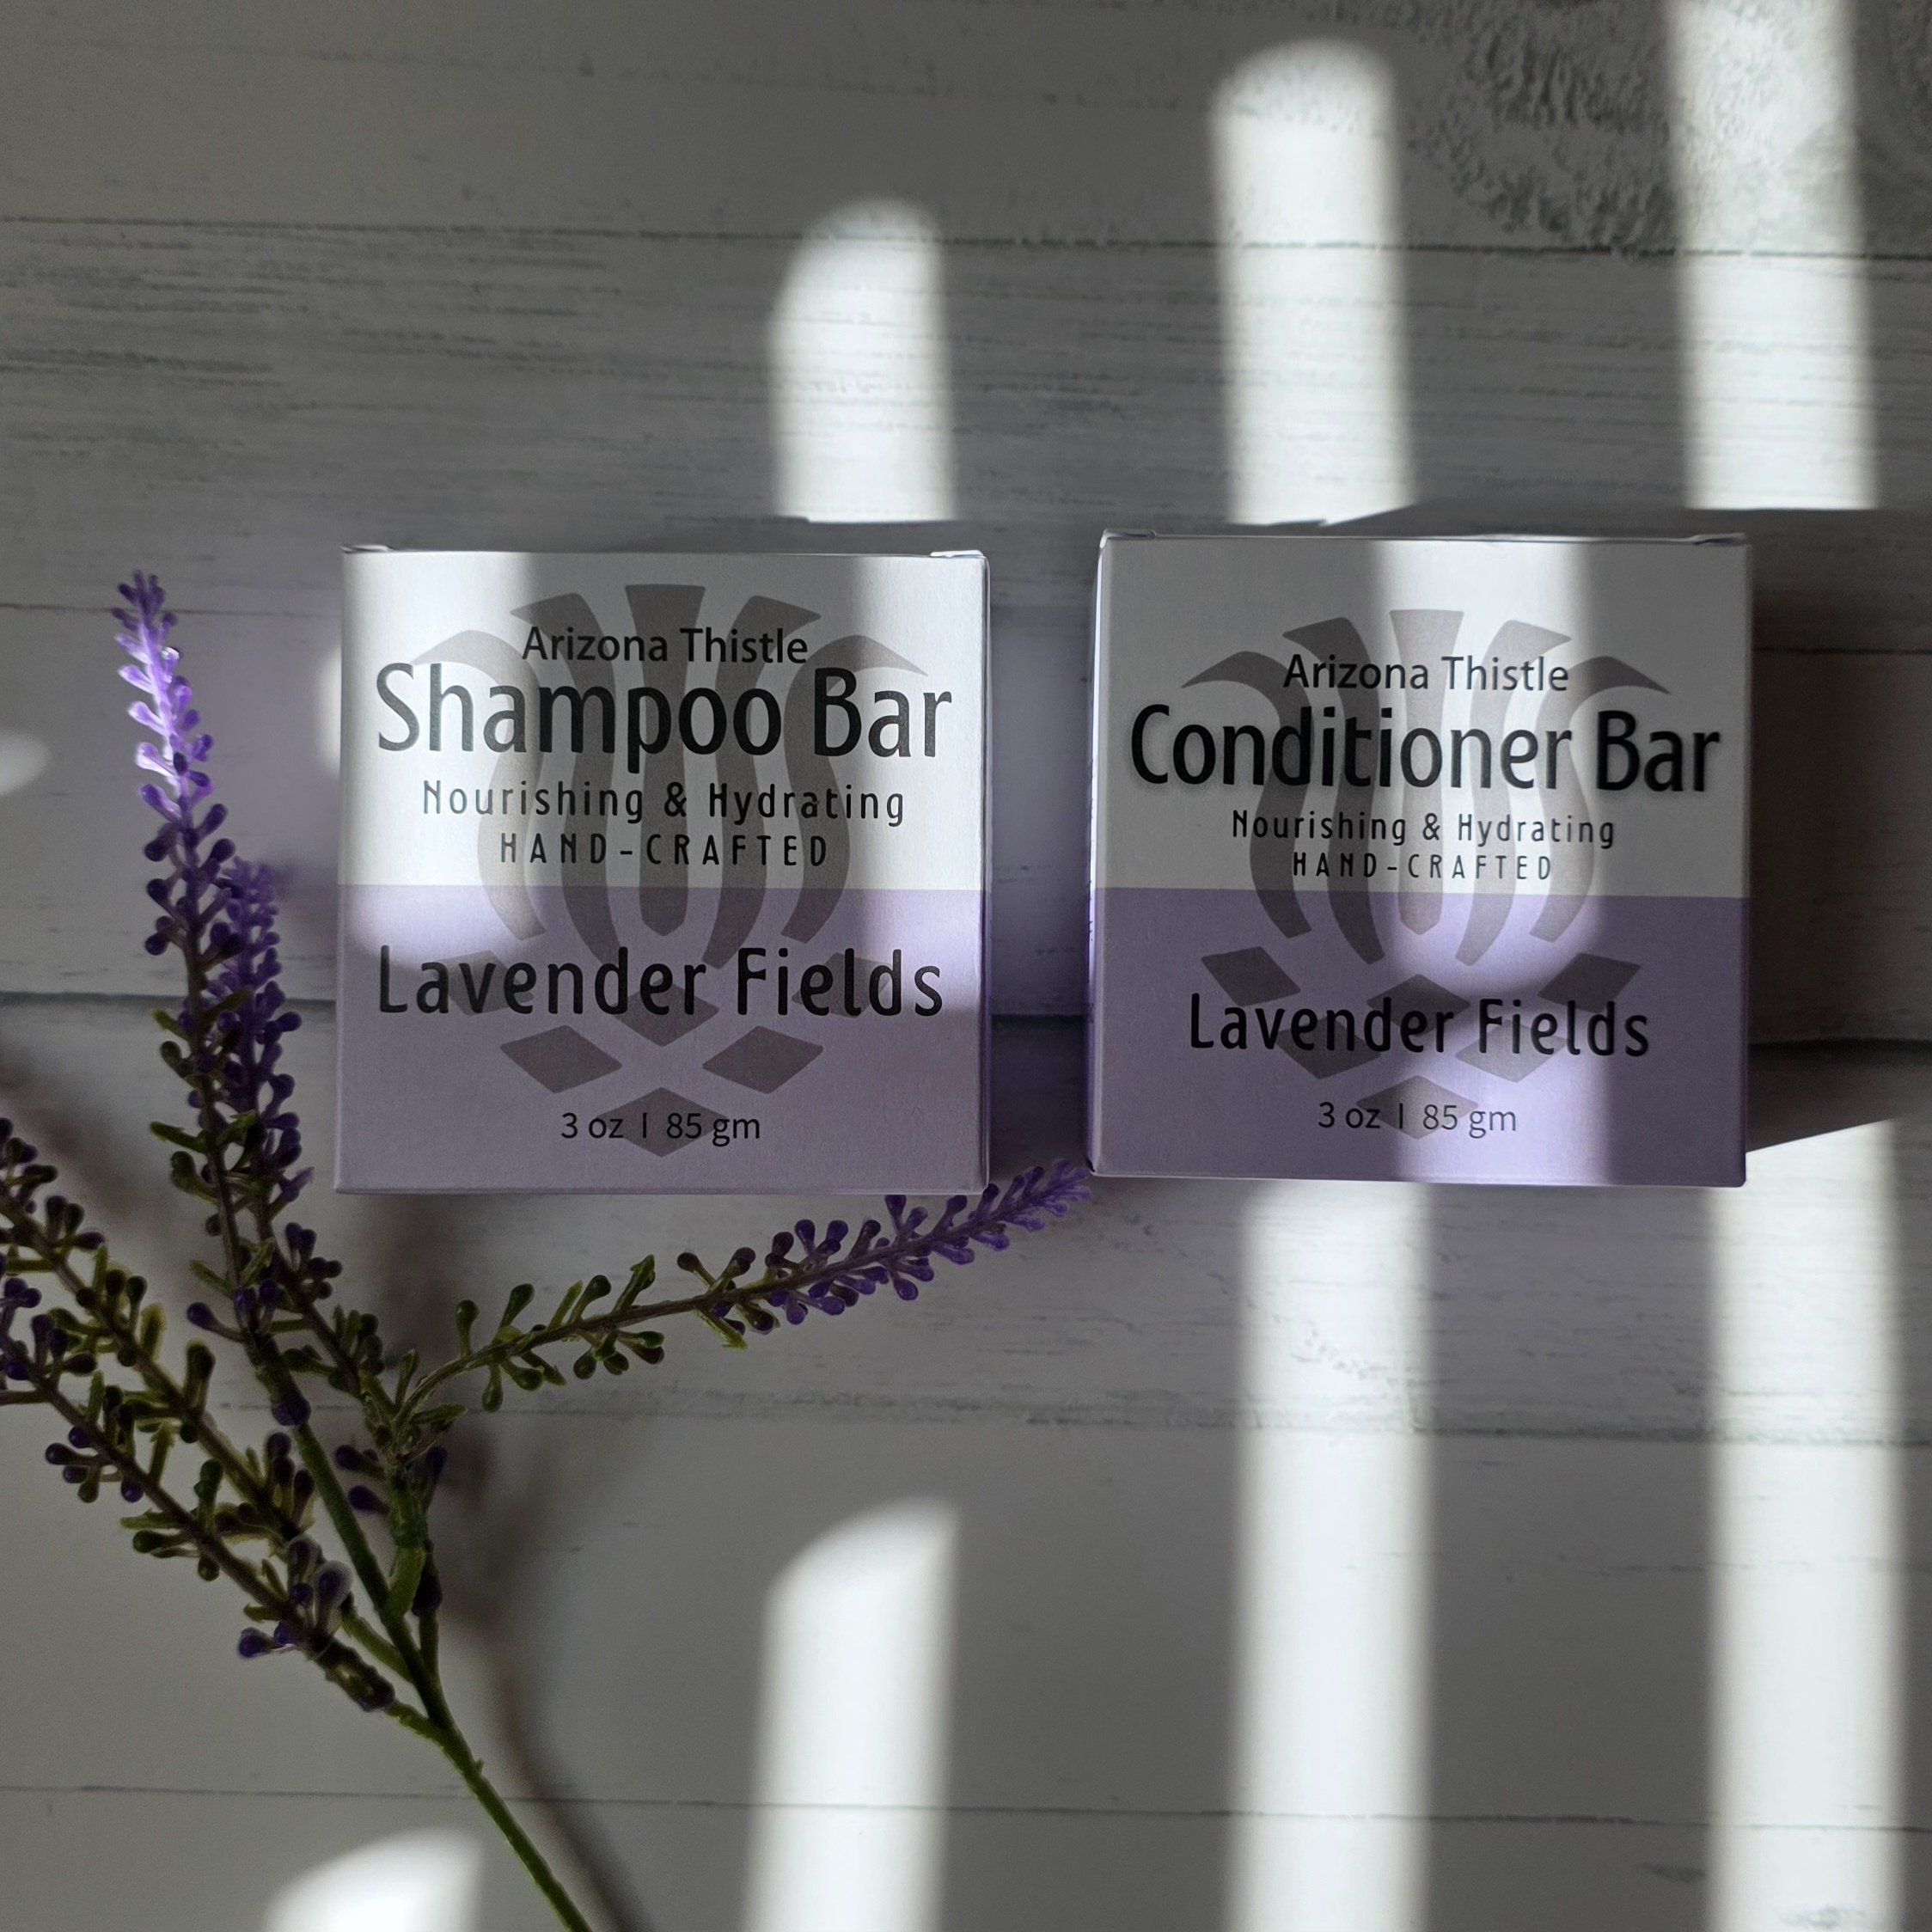 Arizona Thistle
Shampoo Bar
Nourishing & Hydrating
HAND-CRAFTED
Lavender Fields
3 oz | 85 gm
Arizona Thistle
Conditioner Bar
Nourishing & Hydrating
HAND-CRAFTED
Lavender Fields
3 oz | 85 gm